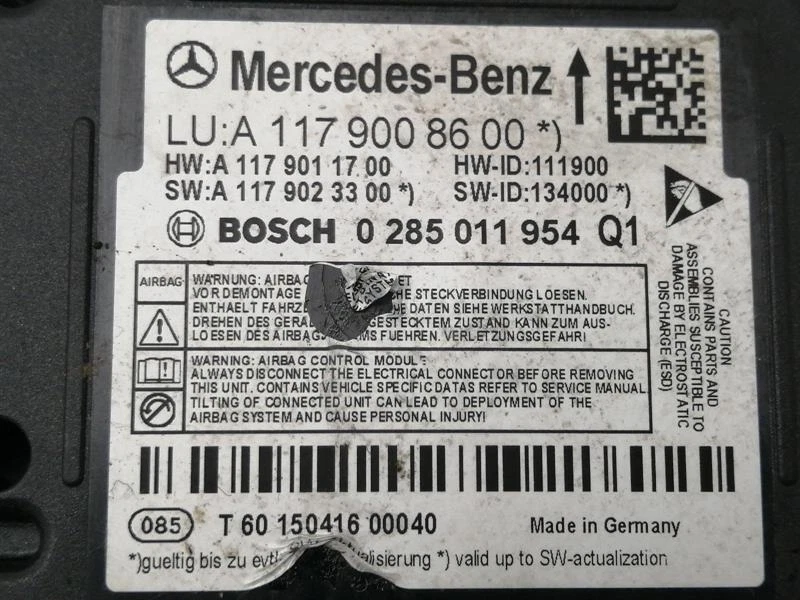 Mercedes-Benz
LU:A 117 900 86 00 *)
HW:A 117 901 17 00 HW-ID:111900
SW:A 117 902 33 00 *) SW-ID:134000 *)
BOSCH 0 285 011 954 Q1
AIRBAG
WARNUNG: AIRBAG
VOR DEMONTAGE STECKVERBINDUNG LOESEN.
ENTHAELT DATEN SIEHE WERKSTATTHANDBUCH.
DREHEN DES ZUSTAND KANN ZUM AUS-
LOESEN DES FUEHREN. VERLETZUNGSGEFAHR!
WARNING: AIRBAG CONTROL MODULE
ALWAYS DISCONNECT THE ELECTRICAL CONNECTOR BEFORE REMOVING
THIS UNIT. CONTAINS VEHICLE SPECIFIC DATAS REFER TO SERVICE MANUAL
TILTING OF CONNECTED UNIT CAN LEAD TO DEPLOYMENT OF THE
AIRBAG SYSTEM AND CAUSE PERSONAL INJURY!
CAUTION
CONTAINS PARTS AND
ASSEMBLIES SUSCEPTIBLE TO
DAMAGE BY ELECTROSTATIC
DISCHARGE (ESD)
085 T 60 150416 00040 Made in Germany
*)gueltig bis zu *) valid up to SW-actualization